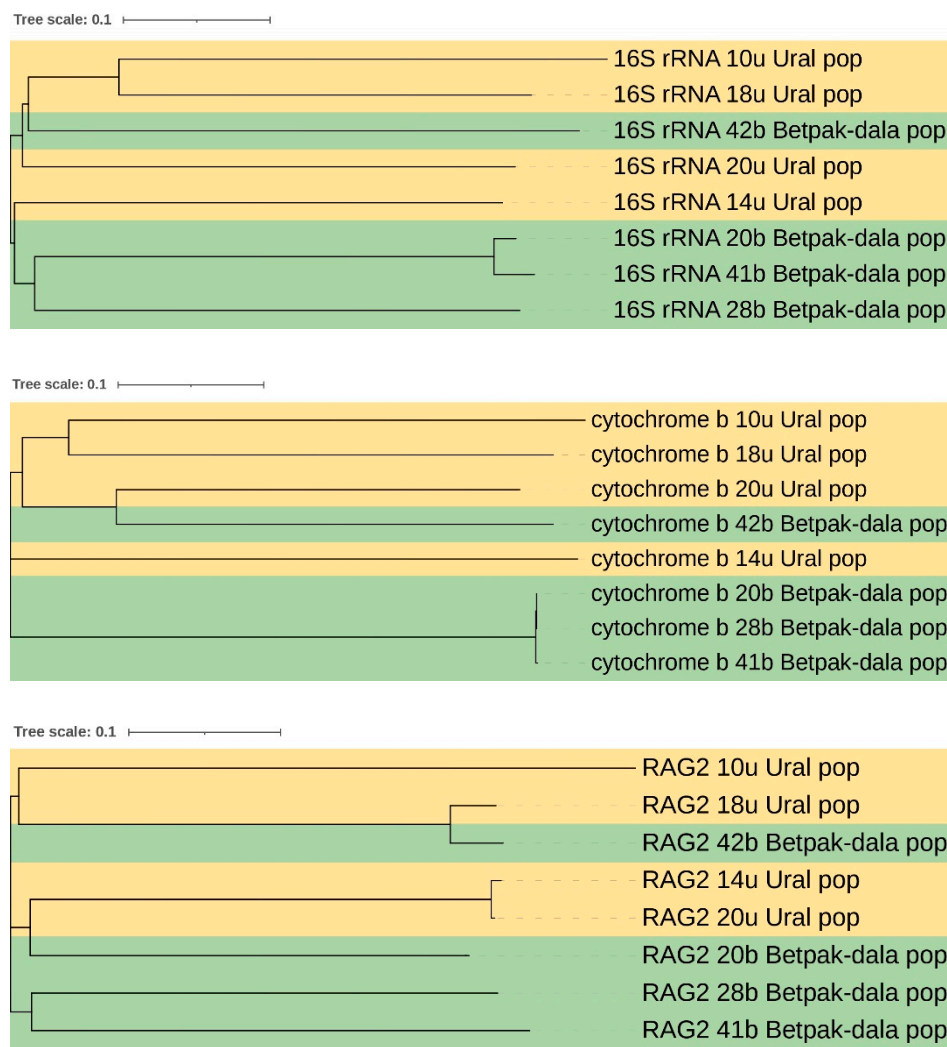 Tree scale: 0.1
16S rRNA 10u Ural pop
16S rRNA 18u Ural pop
16S rRNA 42b Betpak-dala pop
16S rRNA 20u Ural pop
16S rRNA 14u Ural pop
16S rRNA 20b Betpak-dala pop
16S rRNA 41b Betpak-dala pop
16S rRNA 28b Betpak-dala pop
Tree scale: 0.1
cytochrome b 10u Ural pop
cytochrome b 18u Ural pop
cytochrome b 20u Ural pop
cytochrome b 42b Betpak-dala pop
cytochrome b 14u Ural pop
cytochrome b 20b Betpak-dala pop
cytochrome b 28b Betpak-dala pop
cytochrome b 41b Betpak-dala pop
Tree scale: 0.1
RAG2 10u Ural pop
RAG2 18u Ural pop
RAG2 42b Betpak-dala pop
RAG2 14u Ural pop
RAG2 20u Ural pop
RAG2 20b Betpak-dala pop
RAG2 28b Betpak-dala pop
RAG2 41b Betpak-dala pop